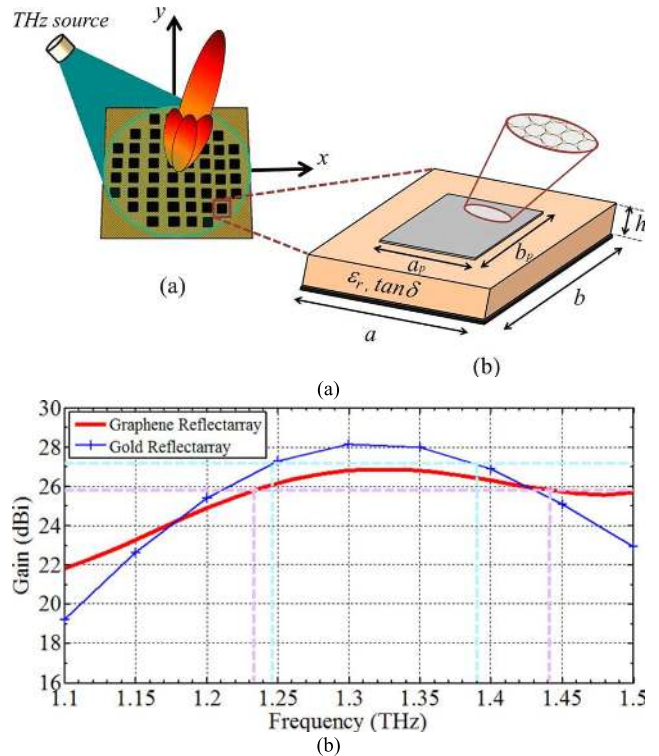 THz source
y
x
(a)
h
a_p
b_p
ε_r, tanδ
a
b
(b)
(a)
30
28
26
24
22
20
18
16
Gain (dBi)
Graphene Reflectarray
Gold Reflectarray
1.1 1.15 1.2 1.25 1.3 1.35 1.4 1.45 1.5
Frequency (THz)
(b)